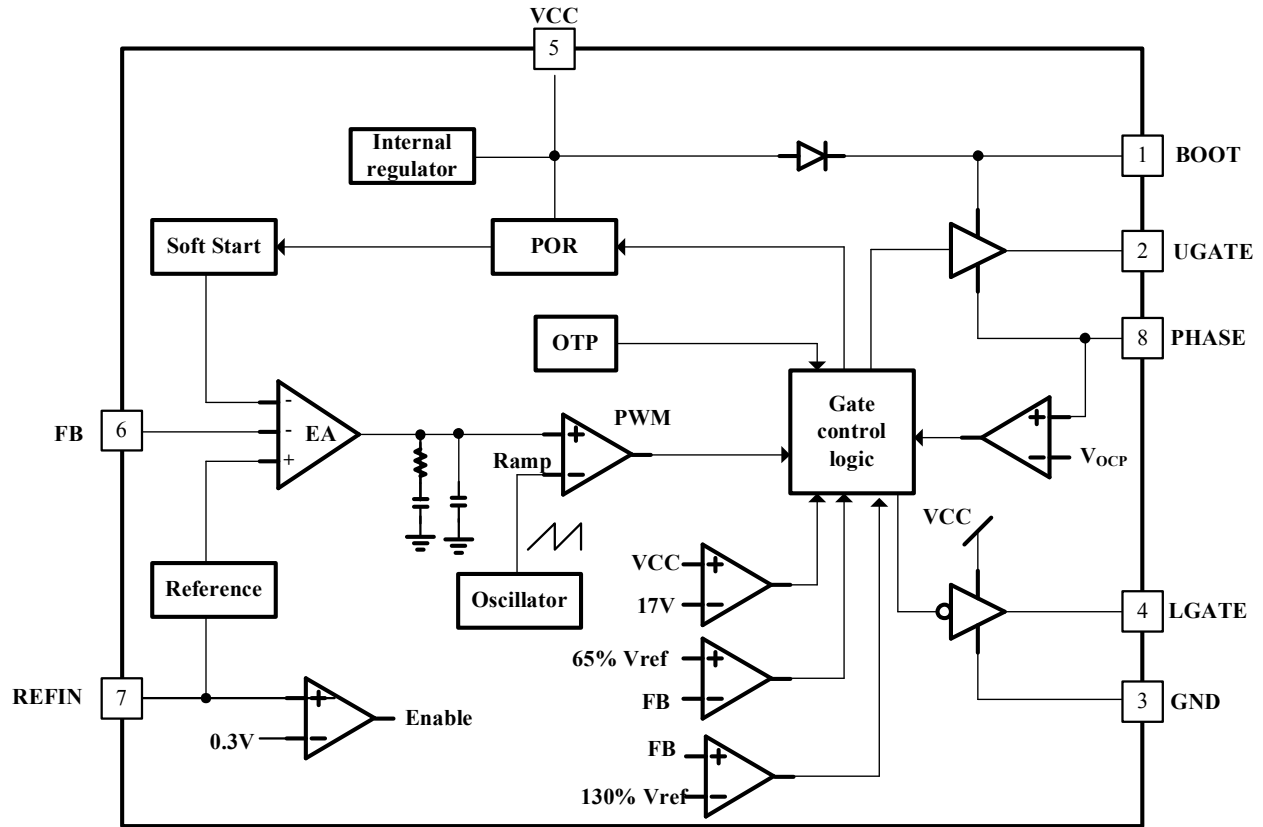 VCC
5
Internal
regulator
1
BOOT
Soft Start
POR
2
UGATE
OTP
8
PHASE
-
FB
6
-
EA
+
PWM
+
Ramp
−
Gate
control
logic
+
−
VOCP
VCC
Reference
Oscillator
VCC
+
17V
−
4
LGATE
65% Vref
+
FB
−
REFIN
7
+
Enable
0.3V
−
3
GND
FB
+
130% Vref
−